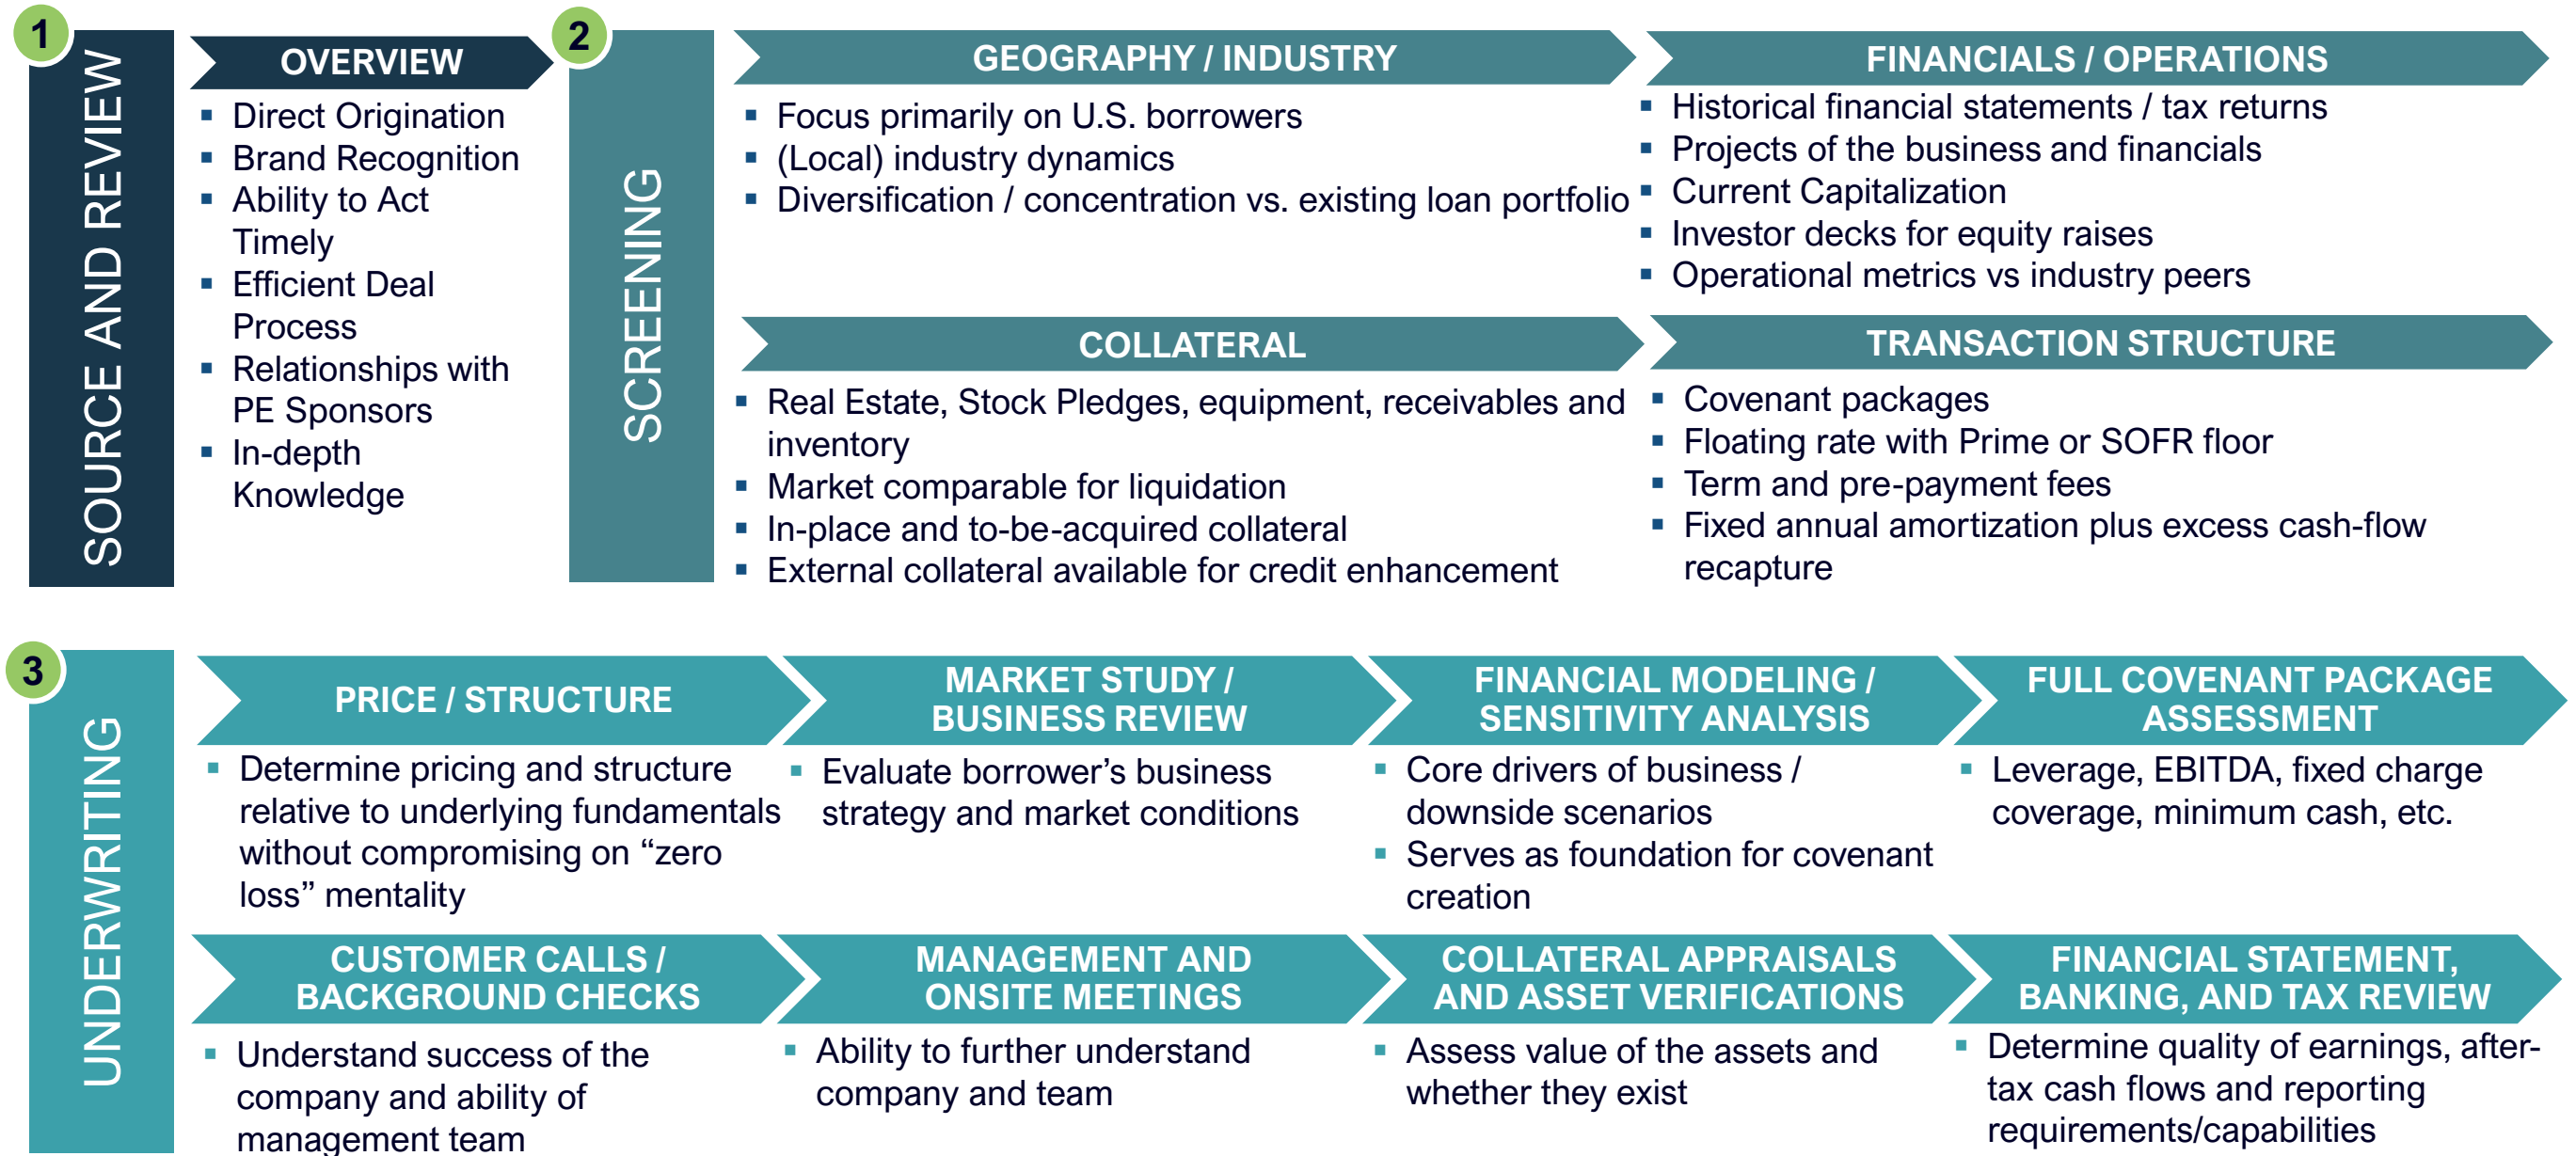 1
SOURCE AND REVIEW
OVERVIEW
▪ Direct Origination
▪ Brand Recognition
▪ Ability to Act
Timely
▪ Efficient Deal
Process
▪ Relationships with
PE Sponsors
▪ In-depth
Knowledge
2
SCREENING
GEOGRAPHY / INDUSTRY
▪ Focus primarily on U.S. borrowers
▪ (Local) industry dynamics
▪ Diversification / concentration vs. existing loan portfolio
FINANCIALS / OPERATIONS
▪ Historical financial statements / tax returns
▪ Projects of the business and financials
▪ Current Capitalization
▪ Investor decks for equity raises
▪ Operational metrics vs industry peers
COLLATERAL
▪ Real Estate, Stock Pledges, equipment, receivables and
inventory
▪ Market comparable for liquidation
▪ In-place and to-be-acquired collateral
▪ External collateral available for credit enhancement
TRANSACTION STRUCTURE
▪ Covenant packages
▪ Floating rate with Prime or SOFR floor
▪ Term and pre-payment fees
▪ Fixed annual amortization plus excess cash-flow
recapture
3
UNDERWRITING
PRICE / STRUCTURE
▪ Determine pricing and structure
relative to underlying fundamentals
without compromising on “zero
loss” mentality
MARKET STUDY /
BUSINESS REVIEW
▪ Evaluate borrower’s business
strategy and market conditions
FINANCIAL MODELING /
SENSITIVITY ANALYSIS
▪ Core drivers of business /
downside scenarios
▪ Serves as foundation for covenant
creation
FULL COVENANT PACKAGE
ASSESSMENT
▪ Leverage, EBITDA, fixed charge
coverage, minimum cash, etc.
CUSTOMER CALLS /
BACKGROUND CHECKS
▪ Understand success of the
company and ability of
management team
MANAGEMENT AND
ONSITE MEETINGS
▪ Ability to further understand
company and team
COLLATERAL APPRAISALS
AND ASSET VERIFICATIONS
▪ Assess value of the assets and
whether they exist
FINANCIAL STATEMENT,
BANKING, AND TAX REVIEW
▪ Determine quality of earnings, after-
tax cash flows and reporting
requirements/capabilities